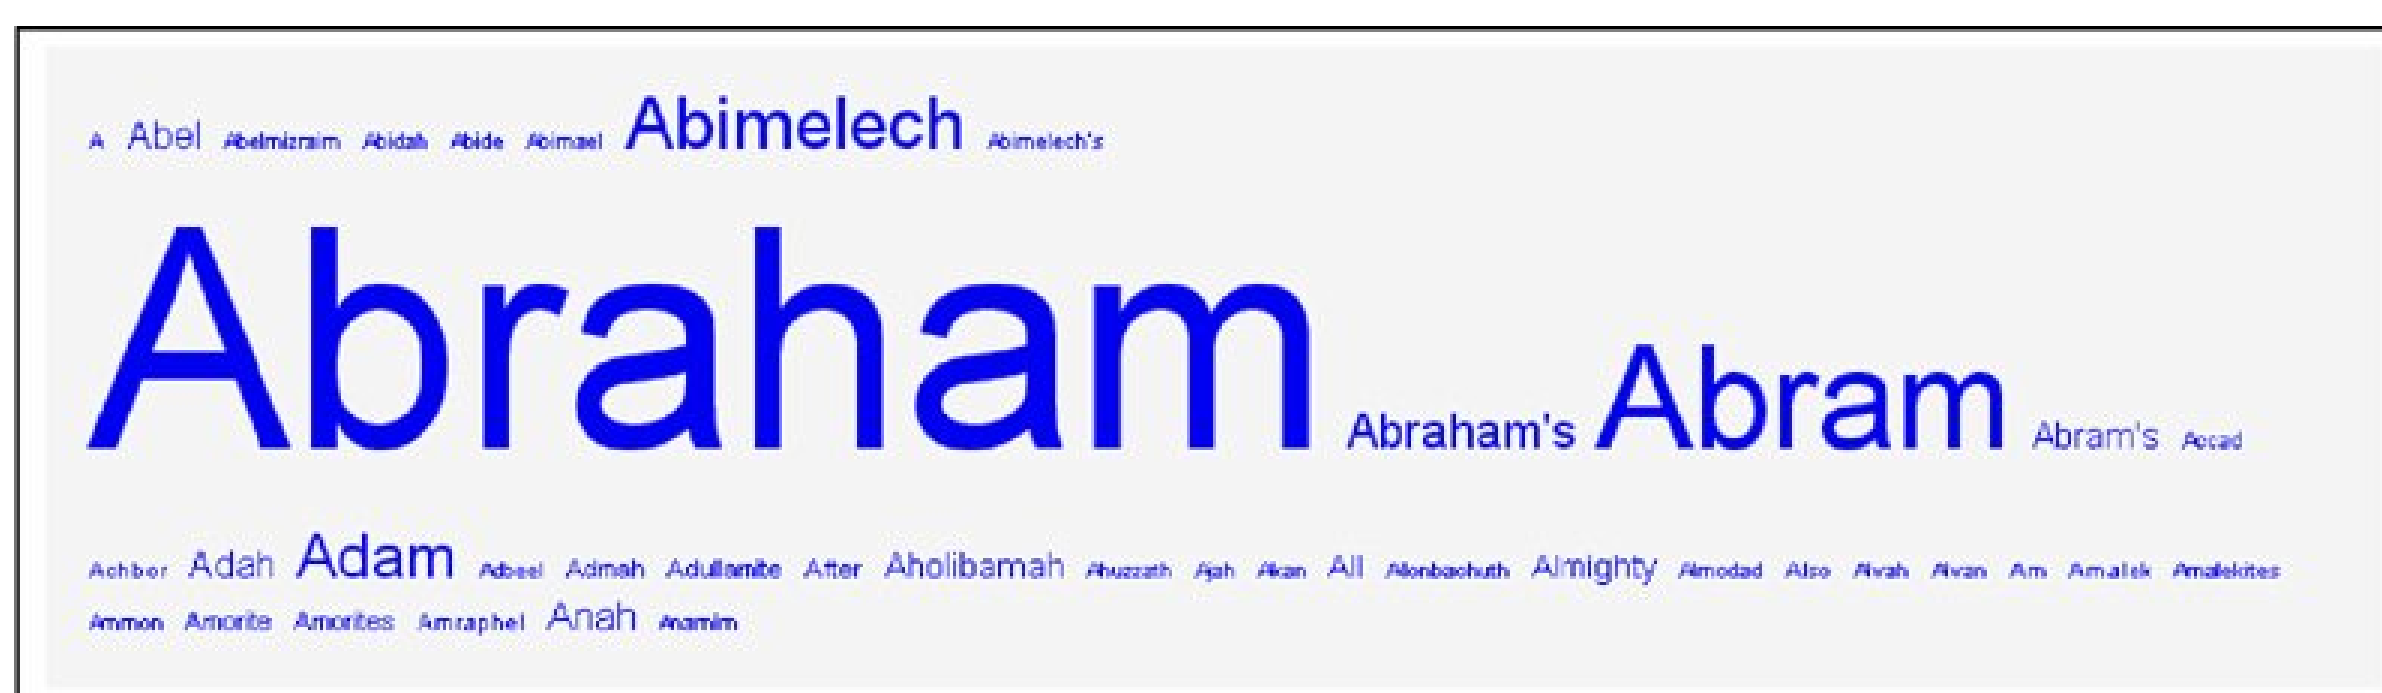 A Abel Abelmizraim Abidah Abide Abimael Abimelech Abimelech's
Abraham Abraham's Abram Abram's Accad
Achbor Adah Adam Adbeel Admah Adullamite After Aholibamah Ahuzzath Ajah Akan All Allonbachuth Almighty Almodad Also Alvah Alvan Am Amalek Amalekites
Ammon Amorite Amorites Amraphel Anah Anamim